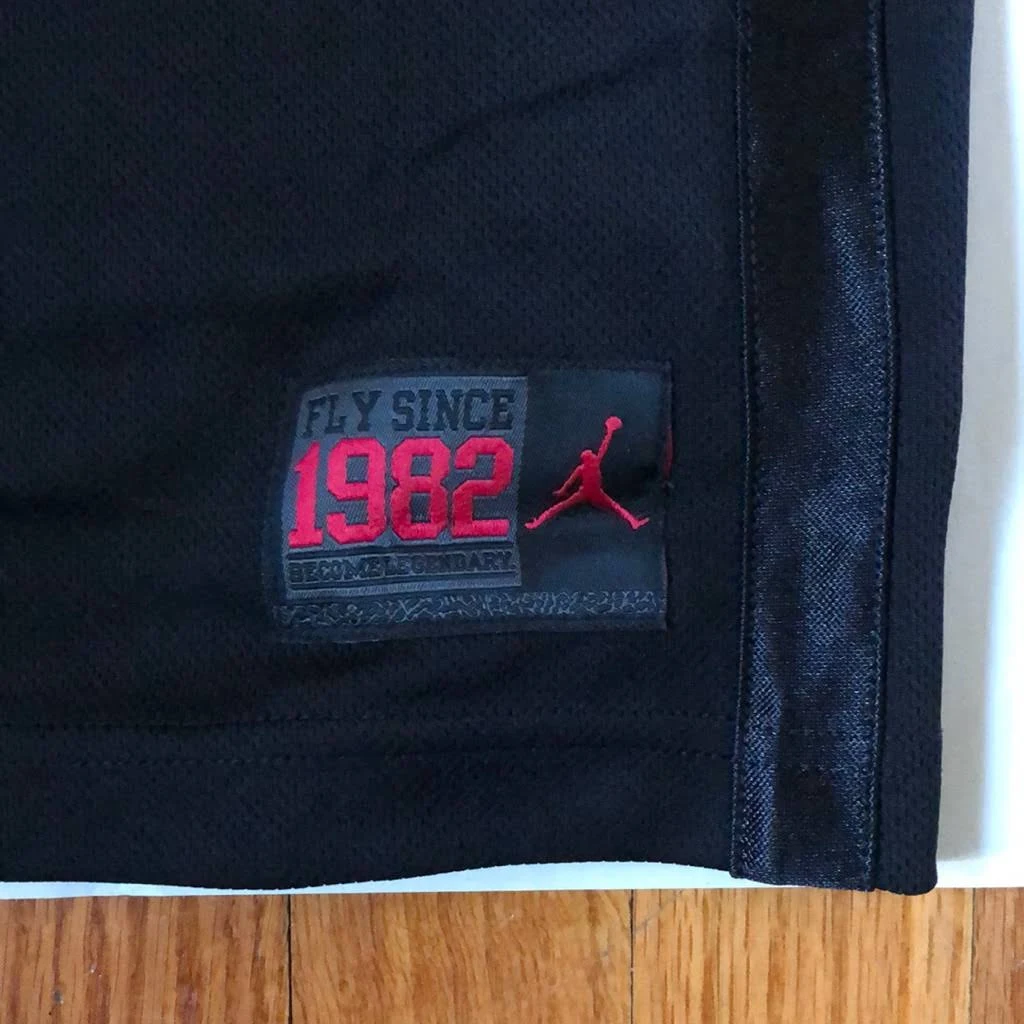 FLY SINCE
1982
BECOME LEGENDARY.